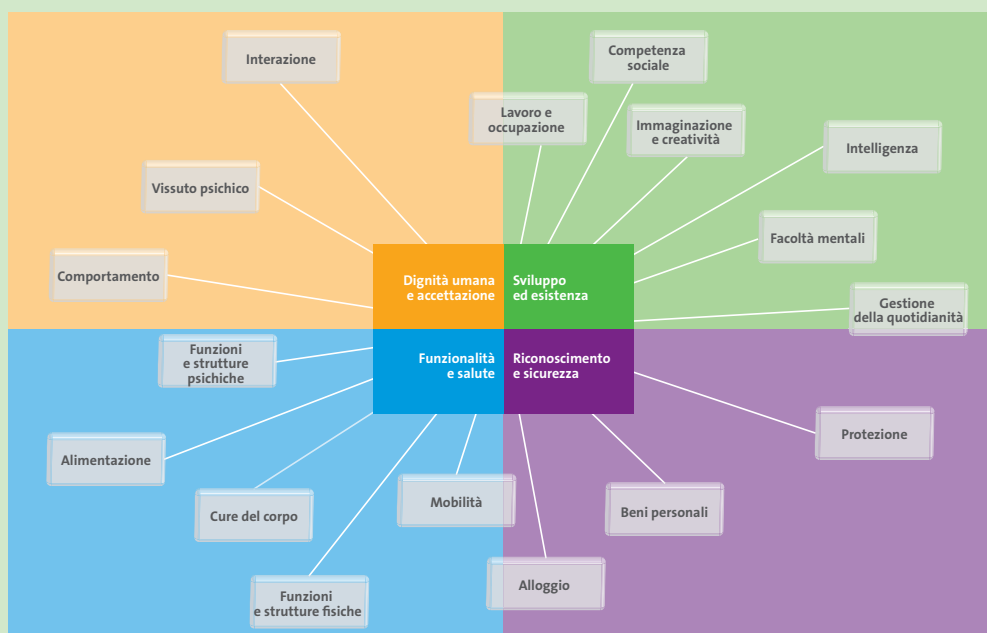 Interazione
Vissuto psichico
Comportamento
Dignità umana
e accettazione
Competenza
sociale
Lavoro e
occupazione
Immaginazione
e creatività
Intelligenza
Facoltà mentali
Gestione
della quotidianità
Sviluppo
ed esistenza
Funzioni
e strutture
psichiche
Funzionalità
e salute
Alimentazione
Cure del corpo
Mobilità
Funzioni
e strutture fisiche
Riconoscimento
e sicurezza
Protezione
Beni personali
Alloggio